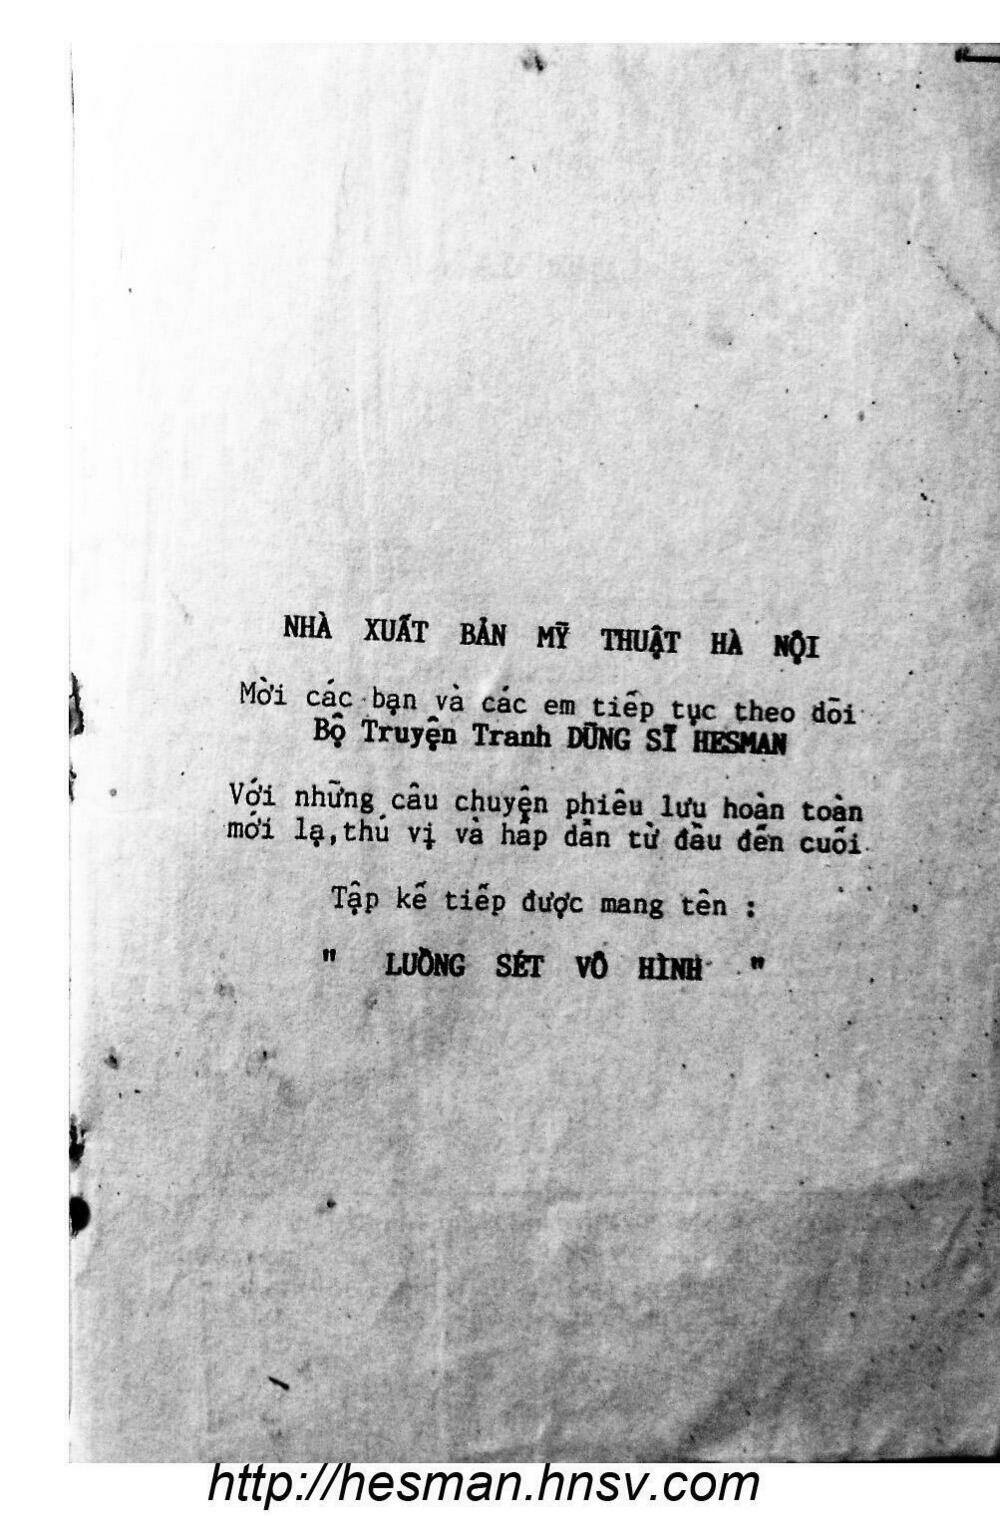 NHÀ XUẤT BẢN MỸ THUẬT HÀ NỘI
Mời các bạn và các em tiếp tục theo dõi
Bộ Truyện Tranh DŨNG SĨ HESMAN
Với những câu chuyện phiêu lưu hoàn toàn
mới lạ,thú vị và hấp dẫn từ đầu đến cuối.
Tập kế tiếp được mang tên :
" LUỒNG SÉT VÔ HÌNH "
http://hesman.hnsv.com